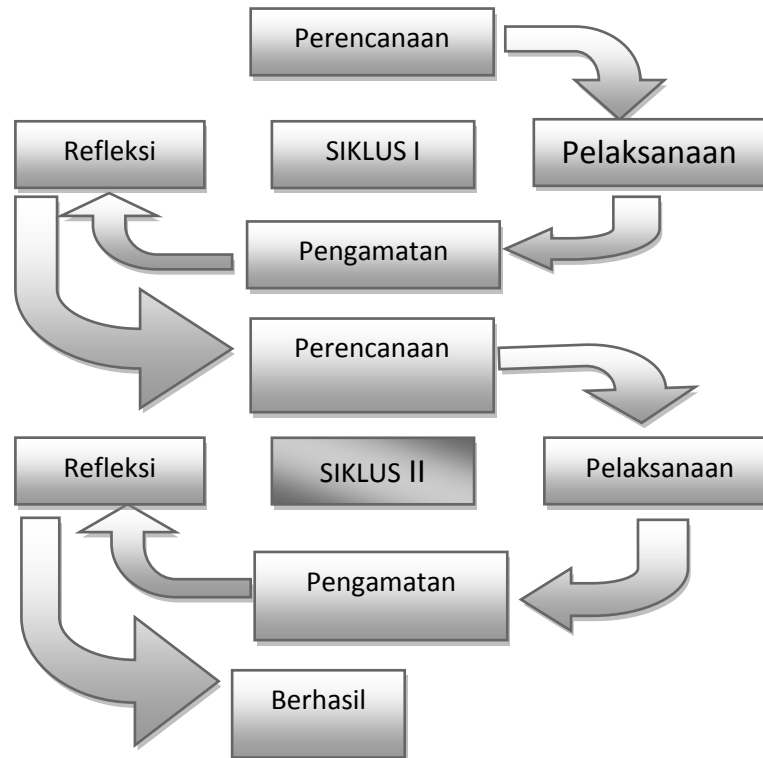 Perencanaan
Refleksi
SIKLUS I
Pelaksanaan
Pengamatan
Perencanaan
Refleksi
SIKLUS II
Pelaksanaan
Pengamatan
Berhasil